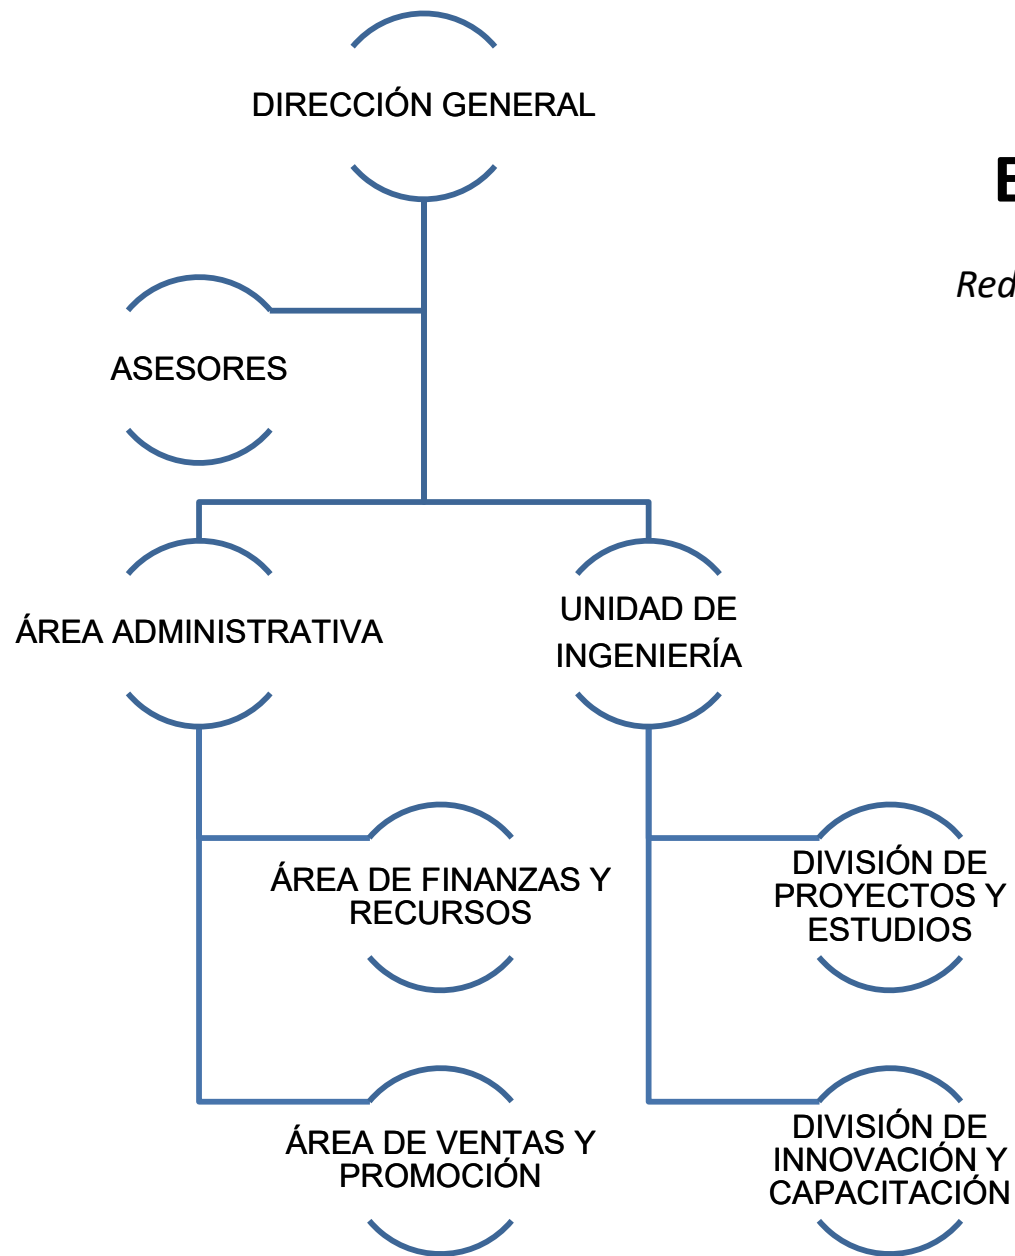 DIRECCIÓN GENERAL
ASESORES
ÁREA ADMINISTRATIVA
UNIDAD DE
INGENIERÍA
ÁREA DE FINANZAS Y
RECURSOS
DIVISIÓN DE
PROYECTOS Y
ESTUDIOS
ÁREA DE VENTAS Y
PROMOCIÓN
DIVISIÓN DE
INNOVACIÓN Y
CAPACITACIÓN